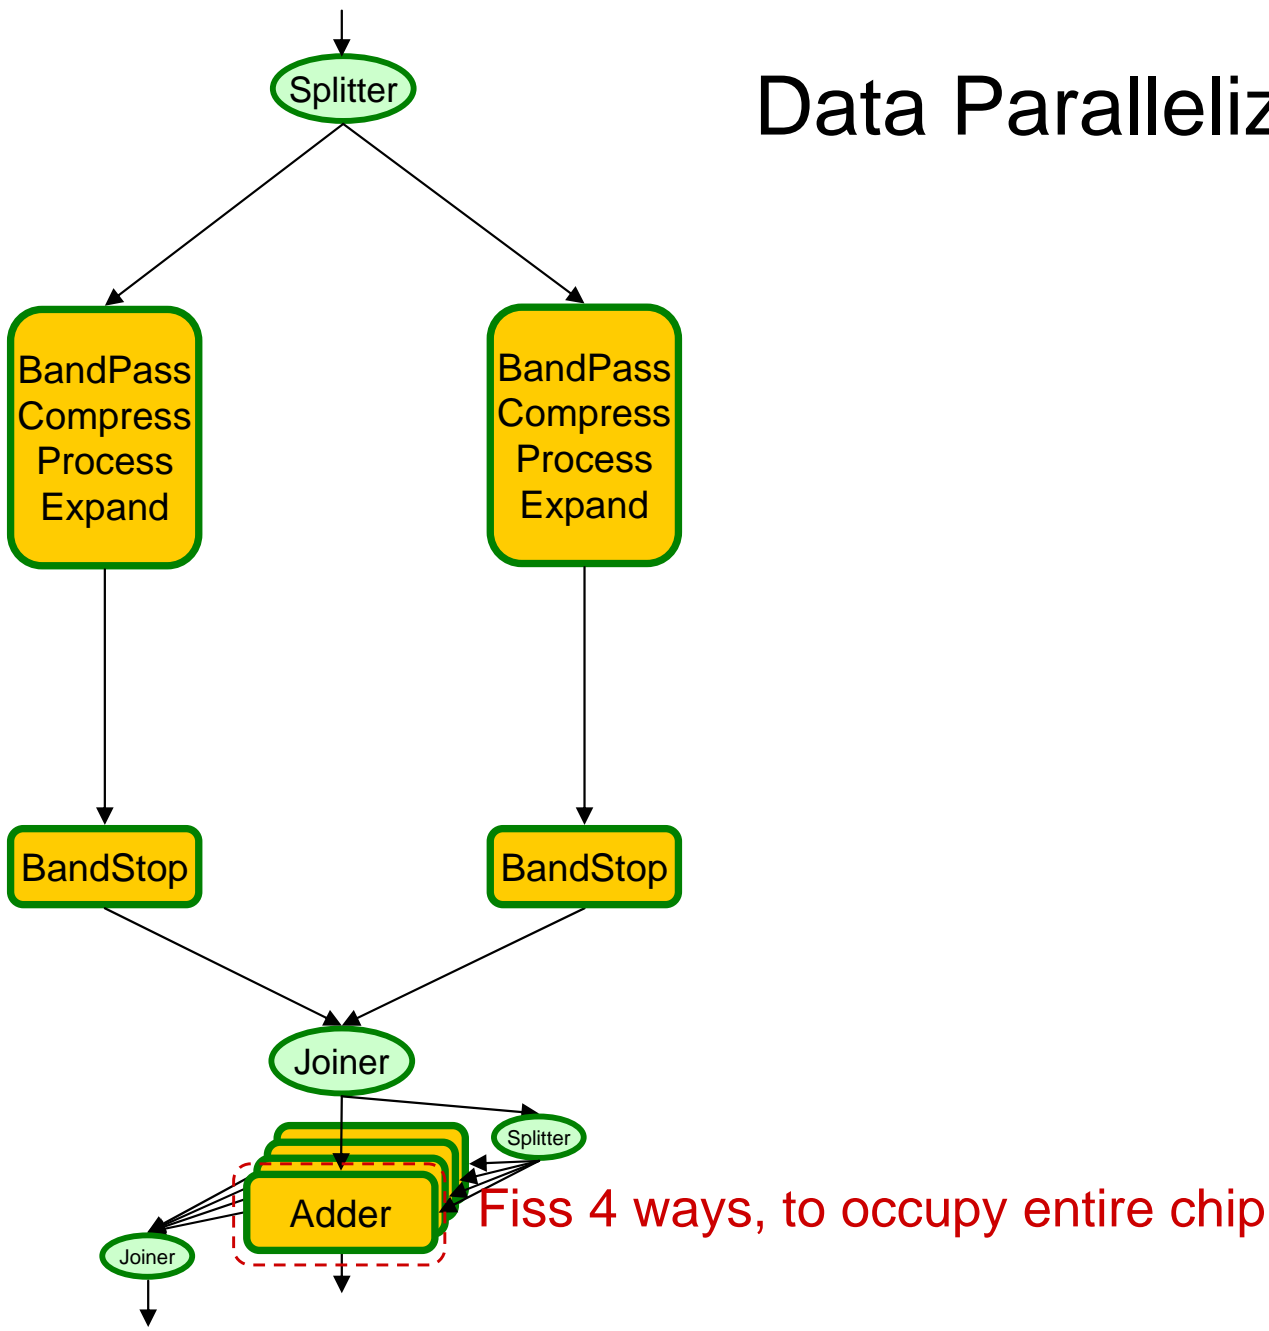 Data Paralleliz
Splitter
BandPass
Compress
Process
Expand
BandPass
Compress
Process
Expand
BandStop
BandStop
Joiner
Splitter
Adder
Fiss 4 ways, to occupy entire chip
Joiner